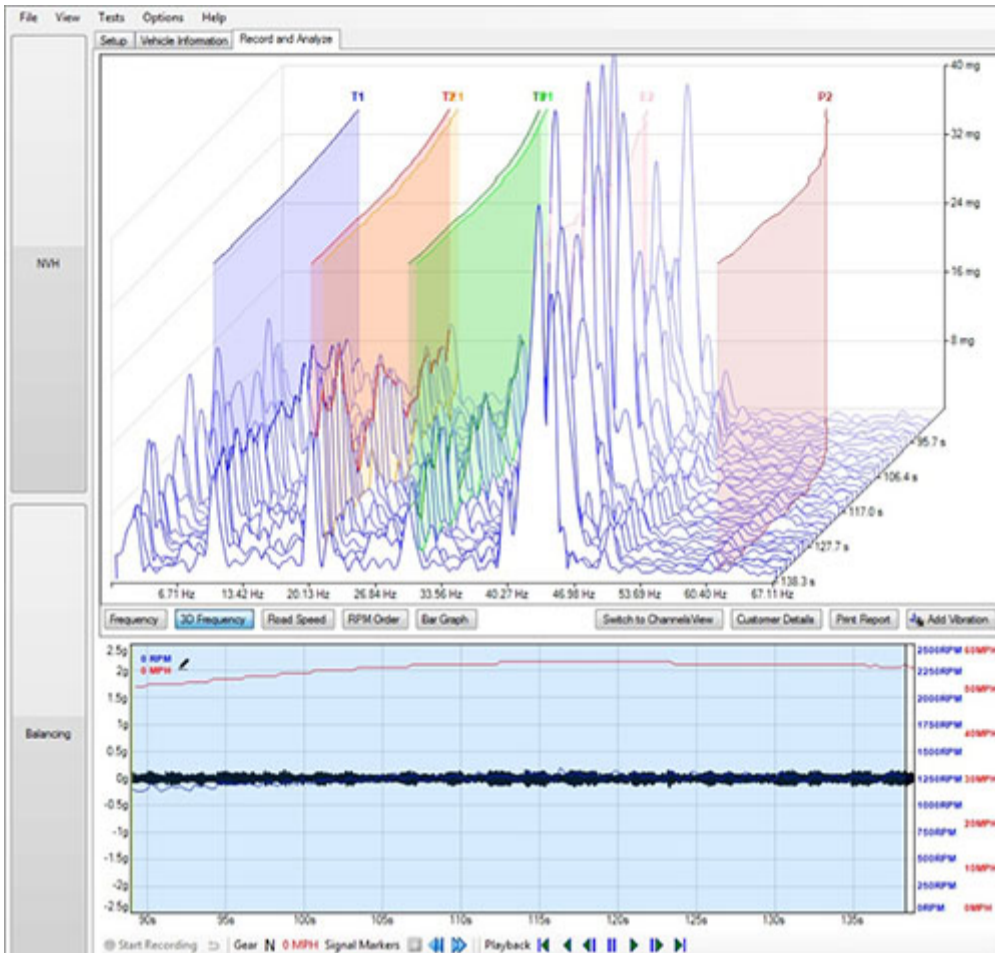 File View Tests Options Help
Setup Vehicle Information Record and Analyze
NVH
Balancing
T1
P2
40 mg
32 mg
24 mg
16 mg
8 mg
95.7 s
106.4 s
117.0 s
127.7 s
138.3 s
6.71 Hz 13.42 Hz 20.13 Hz 26.84 Hz 33.56 Hz 40.27 Hz 46.98 Hz 53.69 Hz 60.40 Hz 67.11 Hz
Frequency 3D Frequency Road Speed RPM Order Bar Graph Switch to Channels View Customer Details Print Report Add Vibration
0 RPM
0 MPH
2.5g 2500RPM 60MPH
2g 2250RPM
1.5g 2000RPM 50MPH
1g 1750RPM 40MPH
0.5g 1500RPM
0g 1250RPM 30MPH
-0.5g 1000RPM
-1g 750RPM 20MPH
-1.5g 500RPM
-2g 250RPM 10MPH
-2.5g 0RPM 0MPH
90s 95s 100s 105s 110s 115s 120s 125s 130s 135s
Start Recording Gear N 0 MPH Signal Markers Playback